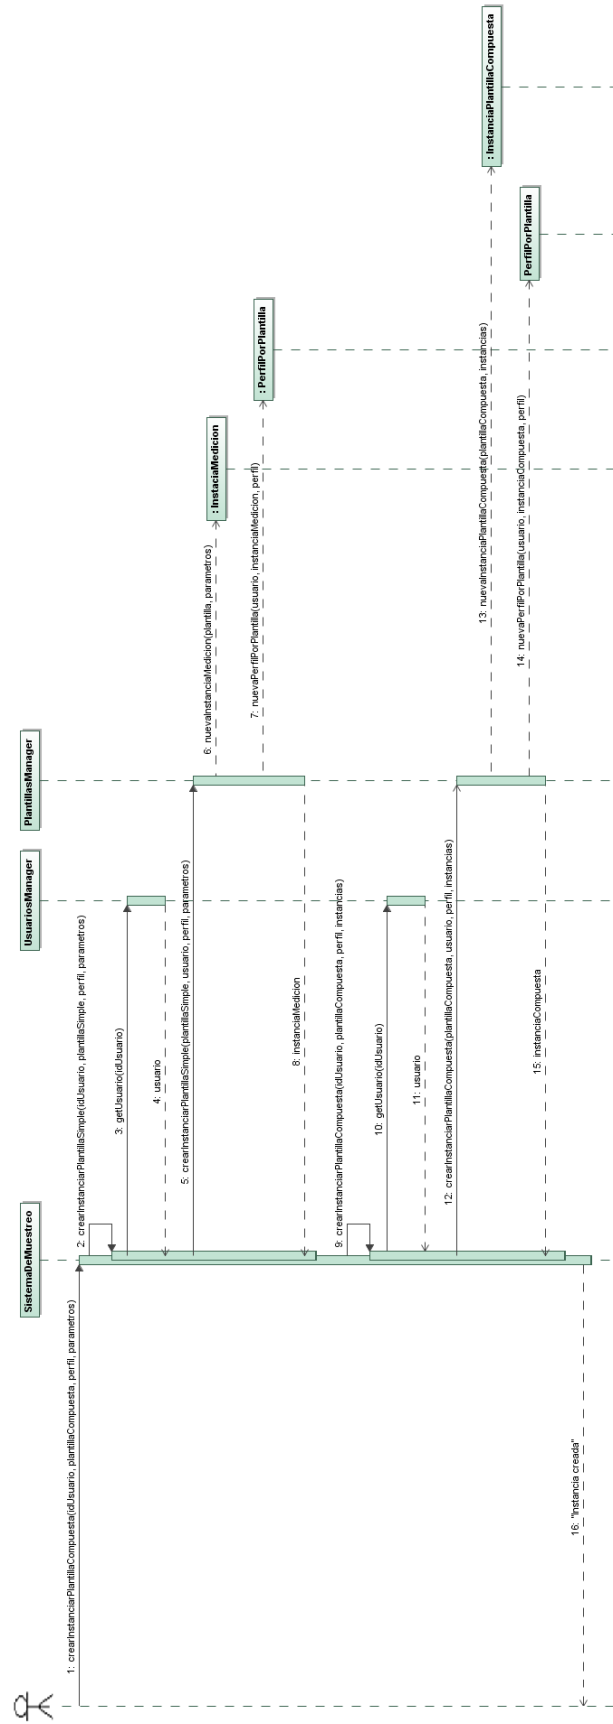 SistemaDeMuestreo
UsuariosManager
PlantillasManager
1: crearInstanciarPlantillaCompuesta(idUsuario, plantillaCompuesta, perfil, parametros)
2: crearInstanciarPlantillaSimple(idUsuario, plantillaSimple, perfil, parametros)
3: getUsuario(idUsuario)
4: usuario
5: crearInstanciarPlantillaSimple(plantillaSimple, usuario, perfil, parametros)
6: nuevaInstanciaMedicion(plantilla, parametros)
: InstaciaMedicion
7: nuevaPerfilPorPlantilla(usuario, instanciaMedicion, perfil)
: PerfilPorPlantilla
8: instanciaMedicion
9: crearInstanciarPlantillaCompuesta(idUsuario, plantillaCompuesta, perfil, instancias)
10: getUsuario(idUsuario)
11: usuario
12: crearInstanciarPlantillaCompuesta(plantillaCompuesta, usuario, perfil, instancias)
13: nuevaInstanciaPlantillaCompuesta(plantillaCompuesta, instancias)
: InstanciaPlantillaCompuesta
14: nuevaPerfilPorPlantilla(usuario, instanciaCompuesta, perfil)
PerfilPorPlantilla
15: instanciaCompuesta
16: "Instancia creada"